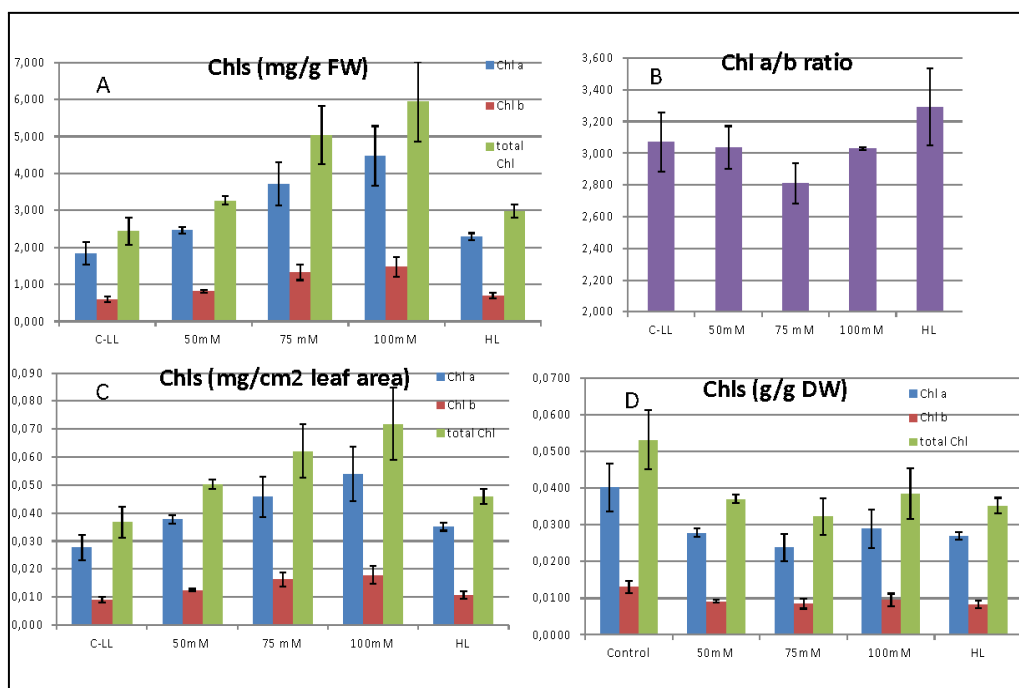 A
Chls (mg/g FW)
7,000
6,000
5,000
4,000
3,000
2,000
1,000
0,000
C-LL
50mM
75 mM
100mM
HL
Chl a
Chl b
total Chl
B
Chl a/b ratio
3,600
3,400
3,200
3,000
2,800
2,600
2,400
2,200
2,000
C-LL
50mM
75 mM
100mM
HL
C
Chls (mg/cm2 leaf area)
0,090
0,080
0,070
0,060
0,050
0,040
0,030
0,020
0,010
0,000
C-LL
50mM
75 mM
100mM
HL
Chl a
Chl b
total Chl
D
Chls (g/g DW)
0,0700
0,0600
0,0500
0,0400
0,0300
0,0200
0,0100
0,0000
Control
50mM
75mM
100mM
HL
Chl a
Chl b
total Chl